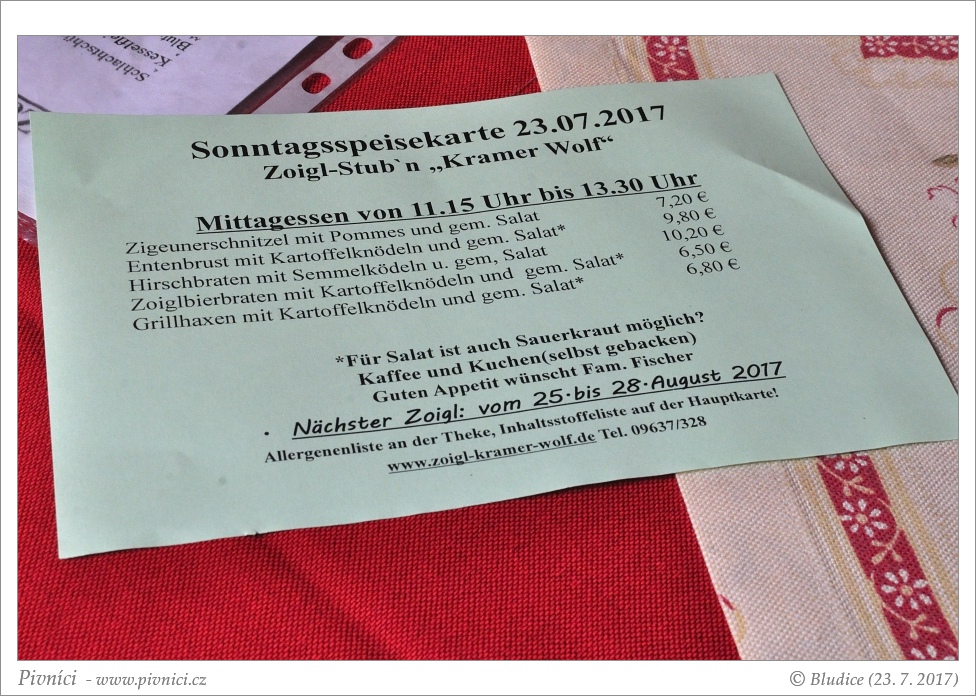 Schlachtschü
Kesselflei
Blut
Sonntagsspeisekarte 23.07.2017
Zoigl-Stub`n „Kramer Wolf“
Mittagessen von 11.15 Uhr bis 13.30 Uhr
Zigeunerschnitzel mit Pommes und gem. Salat 7,20 €
Entenbrust mit Kartoffelknödeln und gem. Salat* 9,80 €
Hirschbraten mit Semmelködeln u. gem, Salat 10,20 €
Zoiglbierbraten mit Kartoffelknödeln und gem. Salat* 6,50 €
Grillhaxen mit Kartoffelknödeln und gem. Salat* 6,80 €
*Für Salat ist auch Sauerkraut möglich?
Kaffee und Kuchen(selbst gebacken)
Guten Appetit wünscht Fam. Fischer
. Nächster Zoigl: vom 25.bis 28.August 2017
Allergenenliste an der Theke, Inhaltsstoffeliste auf der Hauptkarte!
www.zoigl-kramer-wolf.de Tel. 09637/328
Pivníci - www.pivnici.cz
© Bludice (23. 7. 2017)